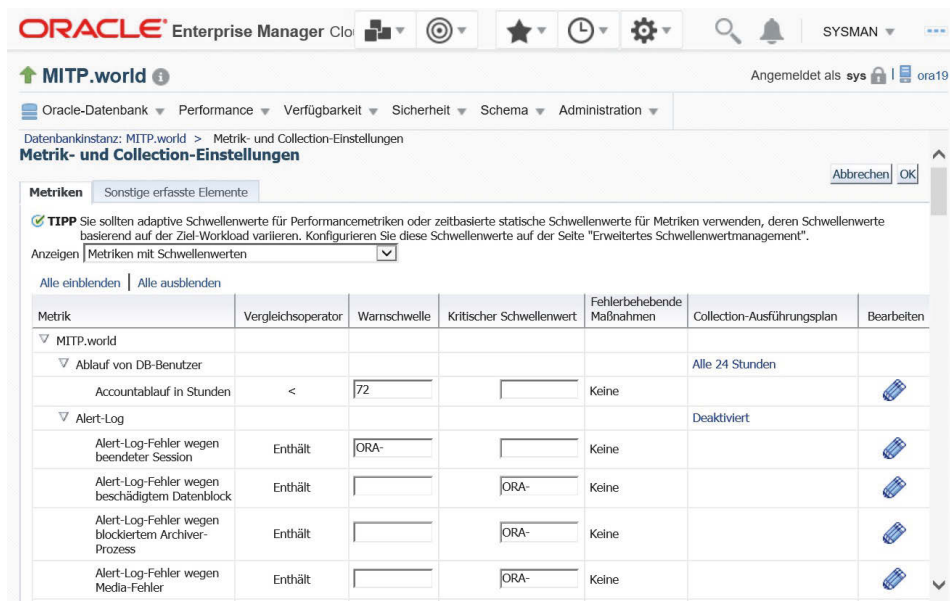 ORACLE Enterprise Manager Clo SYSMAN
MITP.world Angemeldet als sys ora19
Oracle-Datenbank Performance Verfügbarkeit Sicherheit Schema Administration
Datenbankinstanz: MITP.world > Metrik- und Collection-Einstellungen
Metrik- und Collection-Einstellungen
Abbrechen OK
Metriken Sonstige erfasste Elemente
TIPP Sie sollten adaptive Schwellenwerte für Performancemetriken oder zeitbasierte statische Schwellenwerte für Metriken verwenden, deren Schwellenwerte
basierend auf der Ziel-Workload variieren. Konfigurieren Sie diese Schwellenwerte auf der Seite "Erweitertes Schwellenwertmanagement".
Anzeigen Metriken mit Schwellenwerten
Alle einblenden | Alle ausblenden
Metrik Vergleichsoperator Warnschwelle Kritischer Schwellenwert Fehlerbehebende Maßnahmen Collection-Ausführungsplan Bearbeiten
MITP.world
Ablauf von DB-Benutzer Alle 24 Stunden
Accountablauf in Stunden < 72 Keine
Alert-Log Deaktiviert
Alert-Log-Fehler wegen
beendeter Session Enthält ORA- Keine
Alert-Log-Fehler wegen
beschädigtem Datenblock Enthält ORA- Keine
Alert-Log-Fehler wegen
blockiertem Archiver-
Prozess Enthält ORA- Keine
Alert-Log-Fehler wegen
Media-Fehler Enthält ORA- Keine